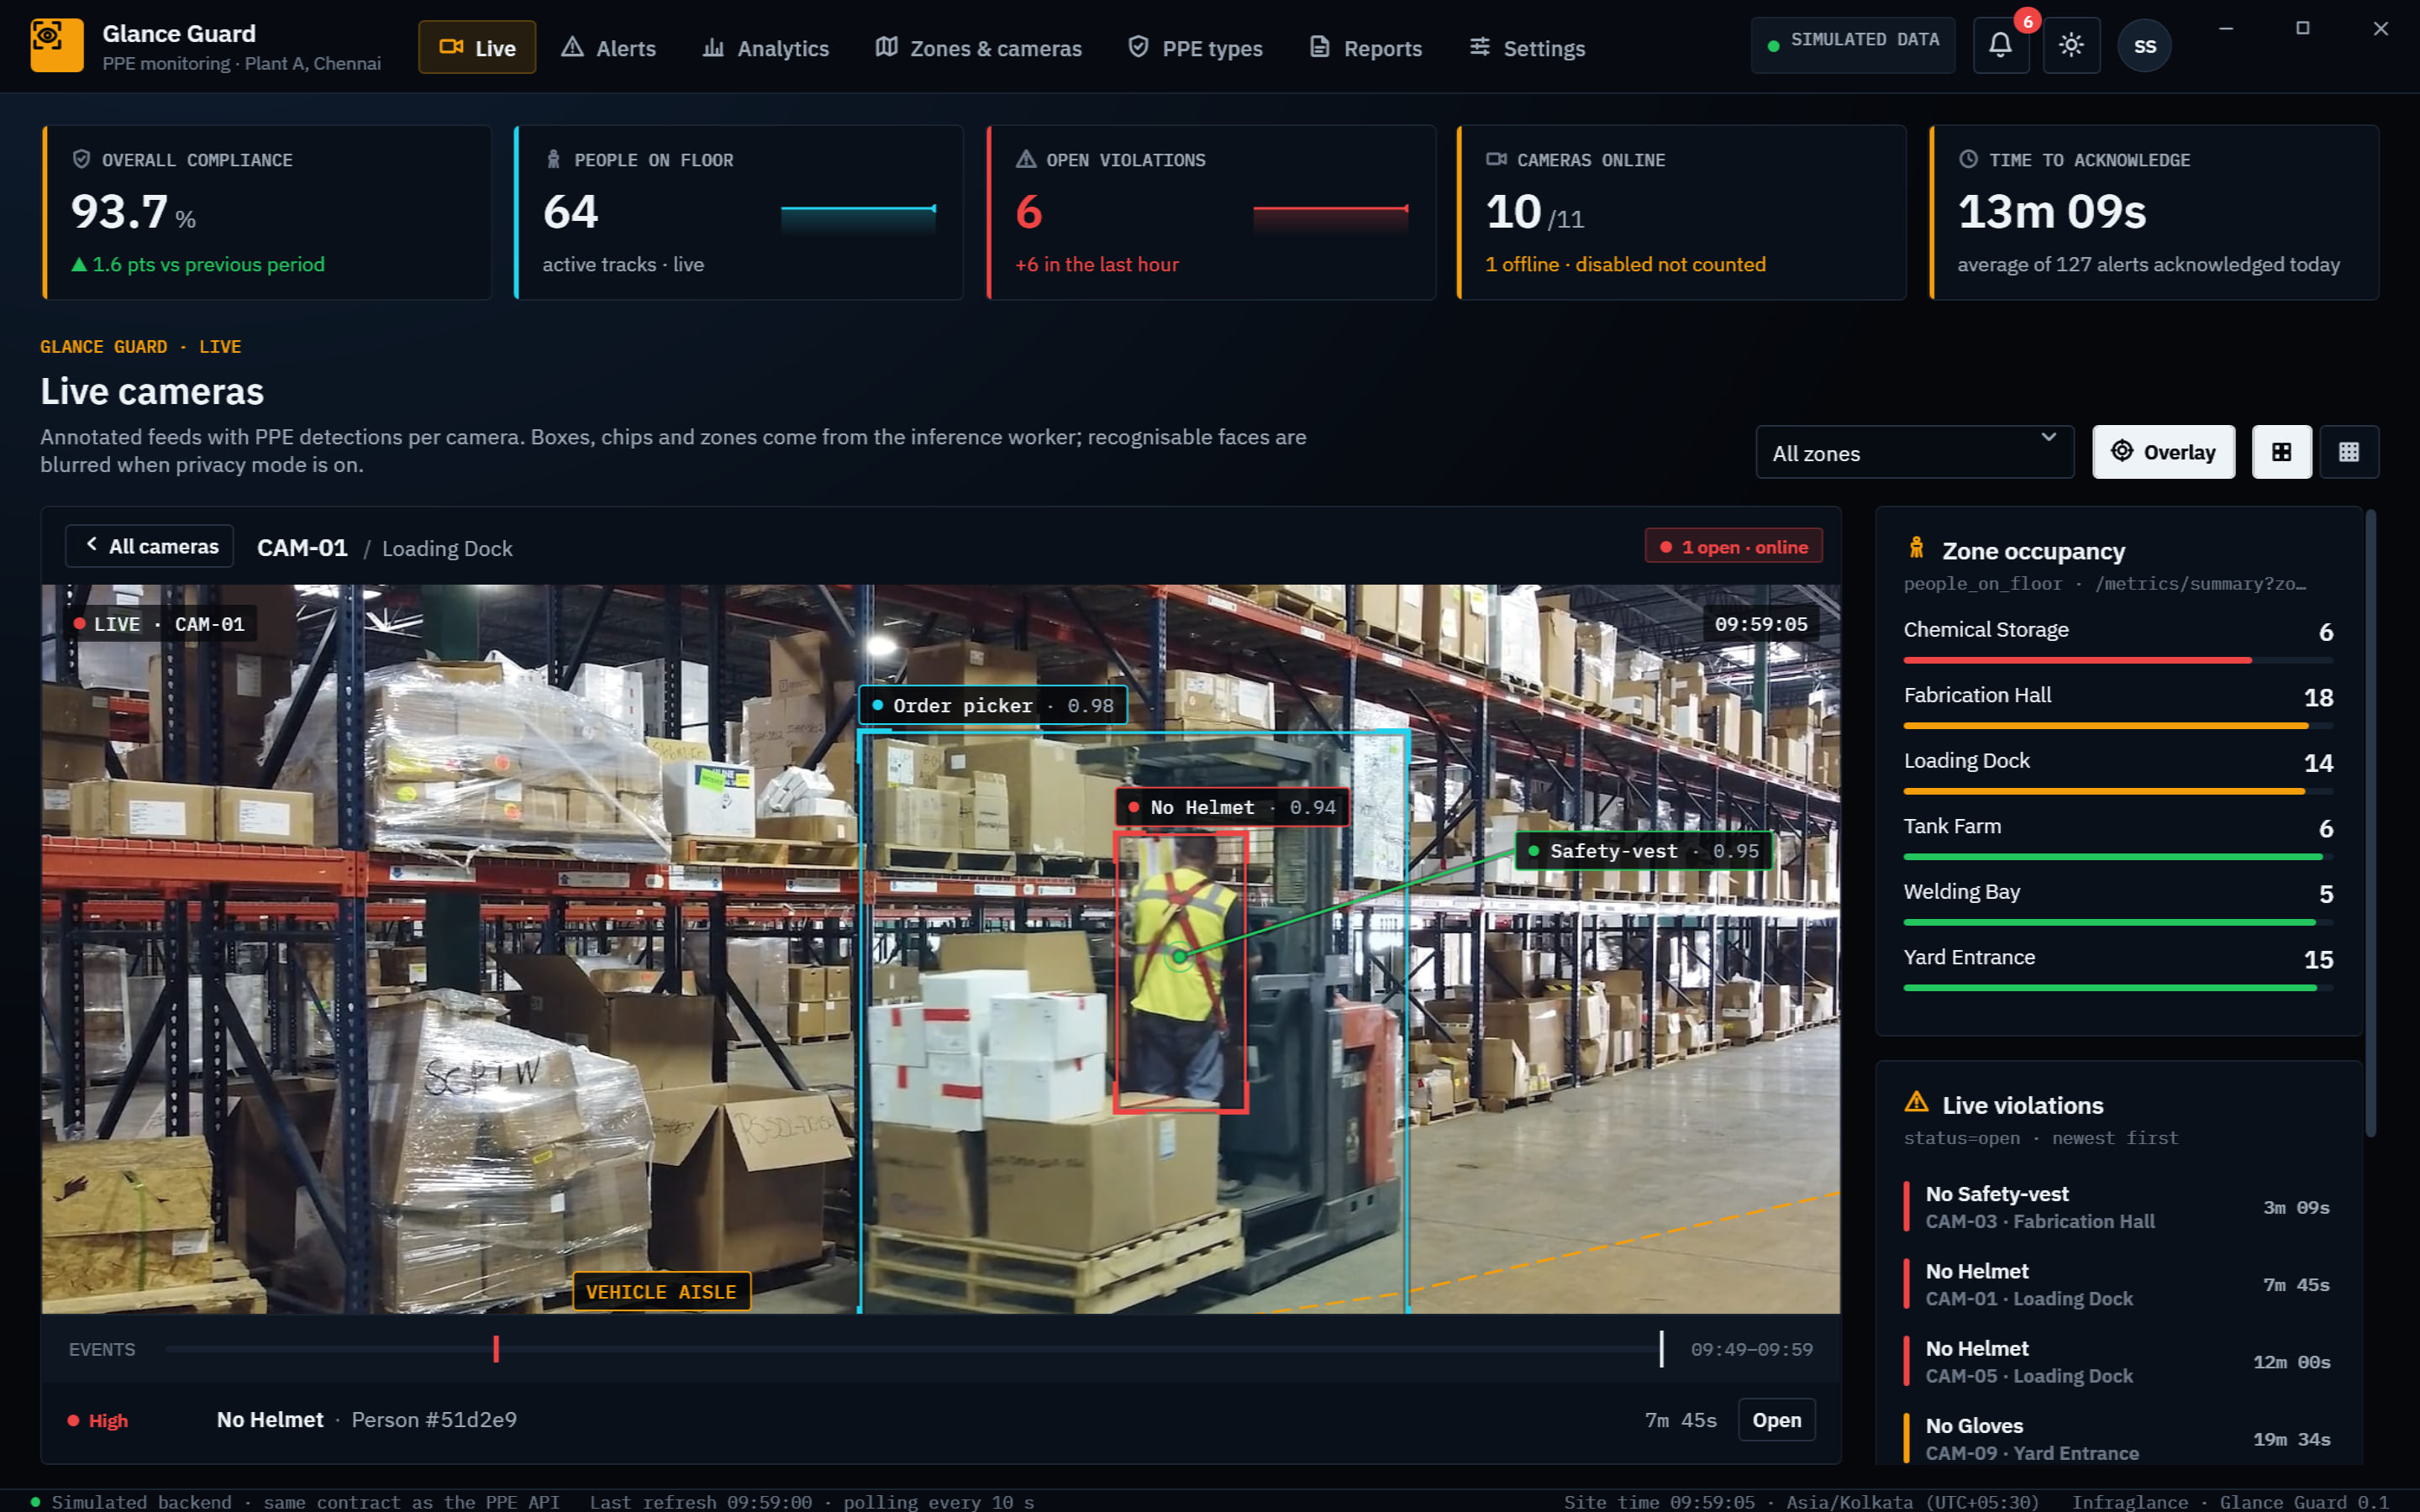 Glance Guard
PPE monitoring · Plant A, Chennai
Live
Alerts
Analytics
Zones & cameras
PPE types
Reports
Settings
SIMULATED DATA
6
SS
OVERALL COMPLIANCE
93.7 %
▲ 1.6 pts vs previous period
PEOPLE ON FLOOR
64
active tracks · live
OPEN VIOLATIONS
6
+6 in the last hour
CAMERAS ONLINE
10 /11
1 offline · disabled not counted
TIME TO ACKNOWLEDGE
13m 09s
average of 127 alerts acknowledged today
GLANCE GUARD · LIVE
Live cameras
Annotated feeds with PPE detections per camera. Boxes, chips and zones come from the inference worker; recognisable faces are
blurred when privacy mode is on.
All zones
Overlay
All cameras
CAM-01 / Loading Dock
1 open · online
LIVE · CAM-01
09:59:05
Order picker · 0.98
No Helmet · 0.94
Safety-vest · 0.95
SCPTW
VEHICLE AISLE
EVENTS
09:49–09:59
High
No Helmet · Person #51d2e9
7m 45s
Open
Zone occupancy
people_on_floor · /metrics/summary?zo…
Chemical Storage 6
Fabrication Hall 18
Loading Dock 14
Tank Farm 6
Welding Bay 5
Yard Entrance 15
Live violations
status=open · newest first
No Safety-vest
CAM-03 · Fabrication Hall
3m 09s
No Helmet
CAM-01 · Loading Dock
7m 45s
No Helmet
CAM-05 · Loading Dock
12m 00s
No Gloves
CAM-09 · Yard Entrance
19m 34s
Simulated backend · same contract as the PPE API
Last refresh 09:59:00 · polling every 10 s
Site time 09:59:05 · Asia/Kolkata (UTC+05:30)
Infraglance · Glance Guard 0.1